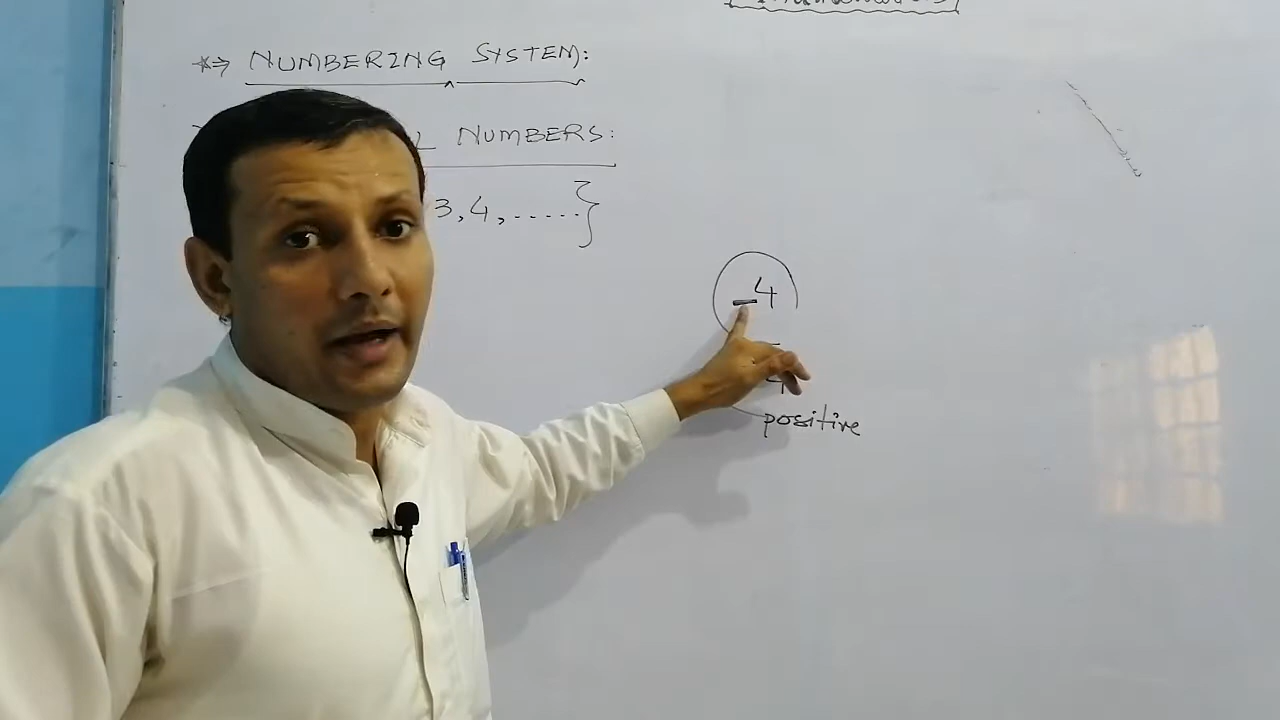 *⇒ NUMBERING SYSTEM:
L NUMBERS:
3, 4, ......}
-4
positive